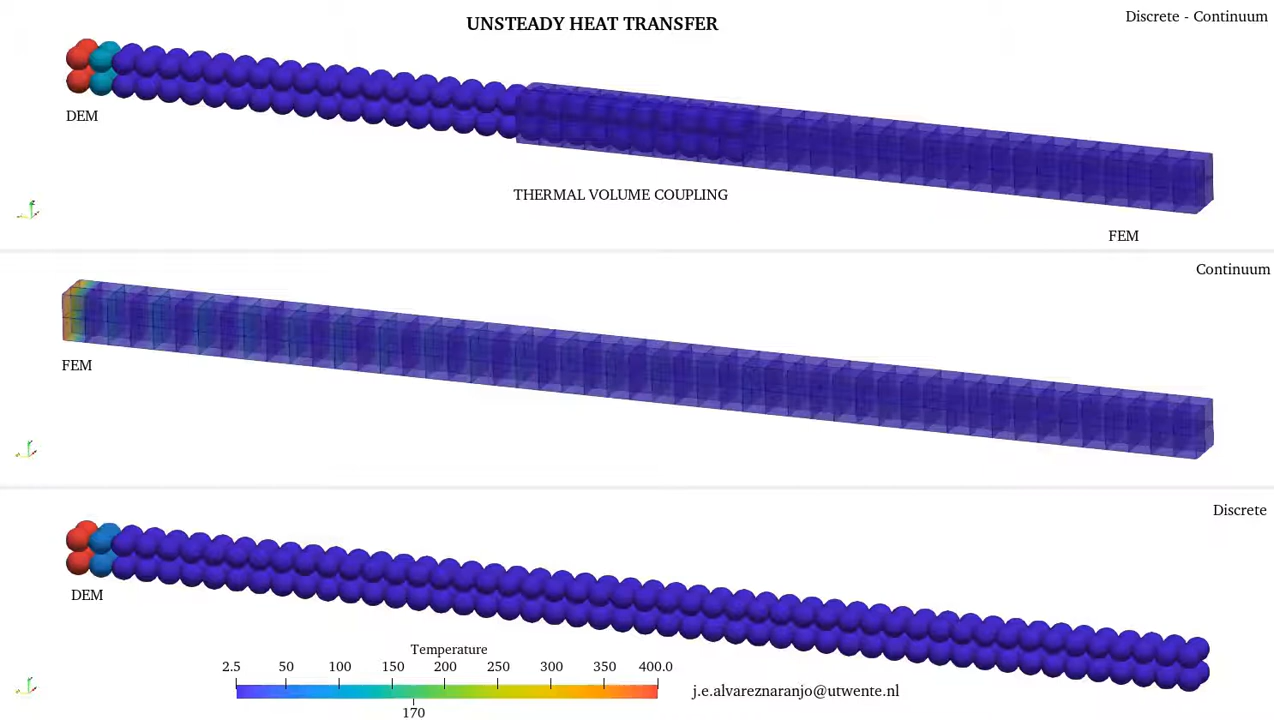 UNSTEADY HEAT TRANSFER
Discrete - Continuum
DEM
THERMAL VOLUME COUPLING
FEM
Continuum
FEM
Discrete
DEM
Temperature
2.5 50 100 150 200 250 300 350 400.0
170
j.e.alvareznaranjo@utwente.nl